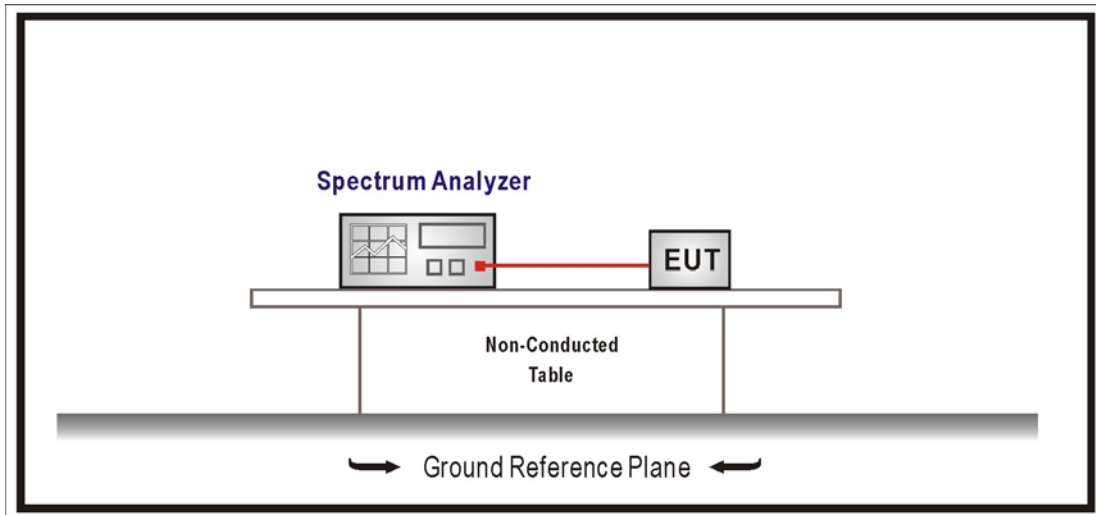 Spectrum Analyzer
EUT
Non-Conducted
Table
Ground Reference Plane